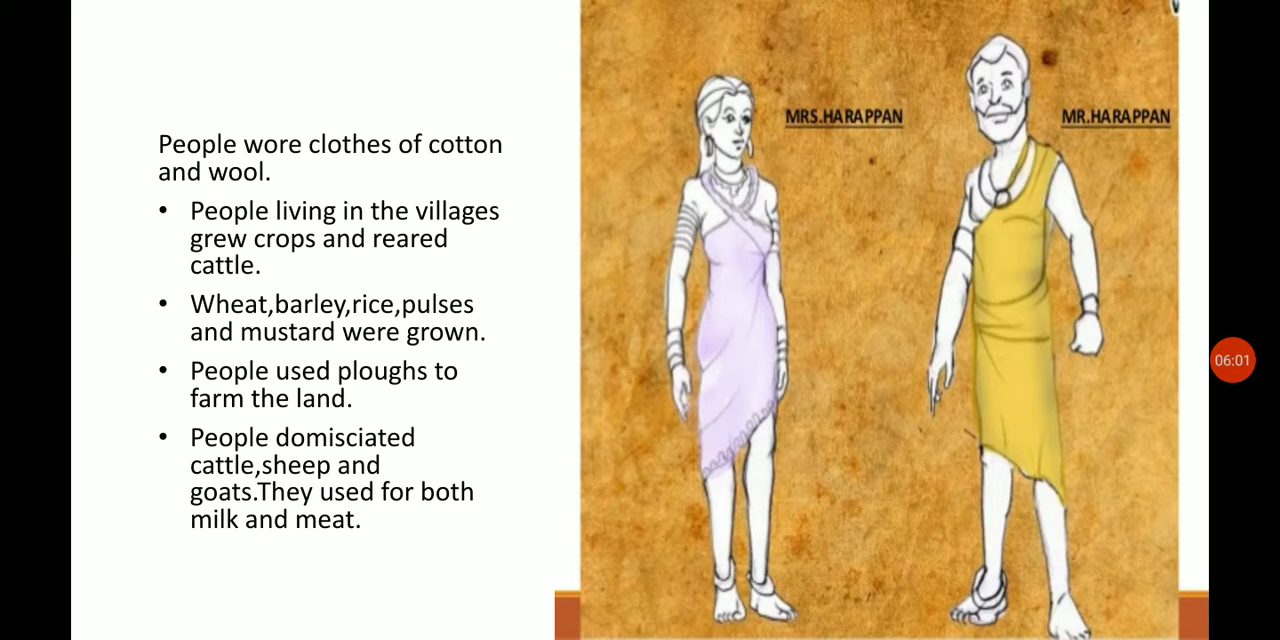 People wore clothes of cotton
and wool.
• People living in the villages
grew crops and reared
cattle.
• Wheat,barley,rice,pulses
and mustard were grown.
• People used ploughs to
farm the land.
• People domisciated
cattle,sheep and
goats.They used for both
milk and meat.
MRS.HARAPPAN
MR.HARAPPAN
06:01